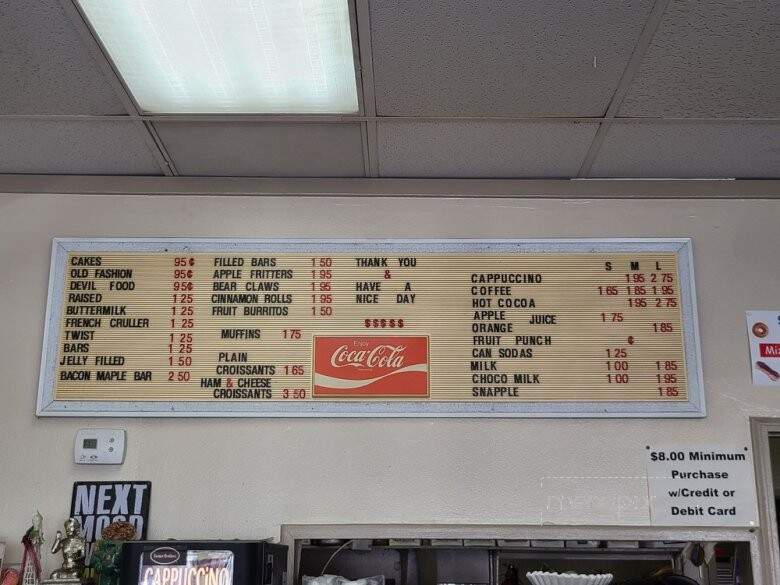 CAKES 95¢
OLD FASHION 95¢
DEVIL FOOD 95¢
RAISED 1 25
BUTTERMILK 1 25
FRENCH CRULLER 1 25
TWIST 1 25
BARS 1 25
JELLY FILLED 1 50
BACON MAPLE BAR 2 50
FILLED BARS 1 50
APPLE FRITTERS 1 95
BEAR CLAWS 1 95
CINNAMON ROLLS 1 95
FRUIT BURRITOS 1 50
MUFFINS 1 75
PLAIN
CROISSANTS 1 65
HAM & CHEESE
CROISSANTS 3 50
THANK YOU
&
HAVE A
NICE DAY
$$$$$
Enjoy
Coca-Cola
S M L
CAPPUCCINO 1 95 2 75
COFFEE 1 65 1 85 1 95
HOT COCOA 1 95 2 75
APPLE JUICE 1 75
ORANGE 1 85
FRUIT PUNCH ¢
CAN SODAS 1 25
MILK 1 00 1 85
CHOCO MILK 1 00 1 95
SNAPPLE 1 85
$8.00 Minimum
Purchase
w/Credit or
Debit Card
NEXT
MOOD
CAPPUCCINO